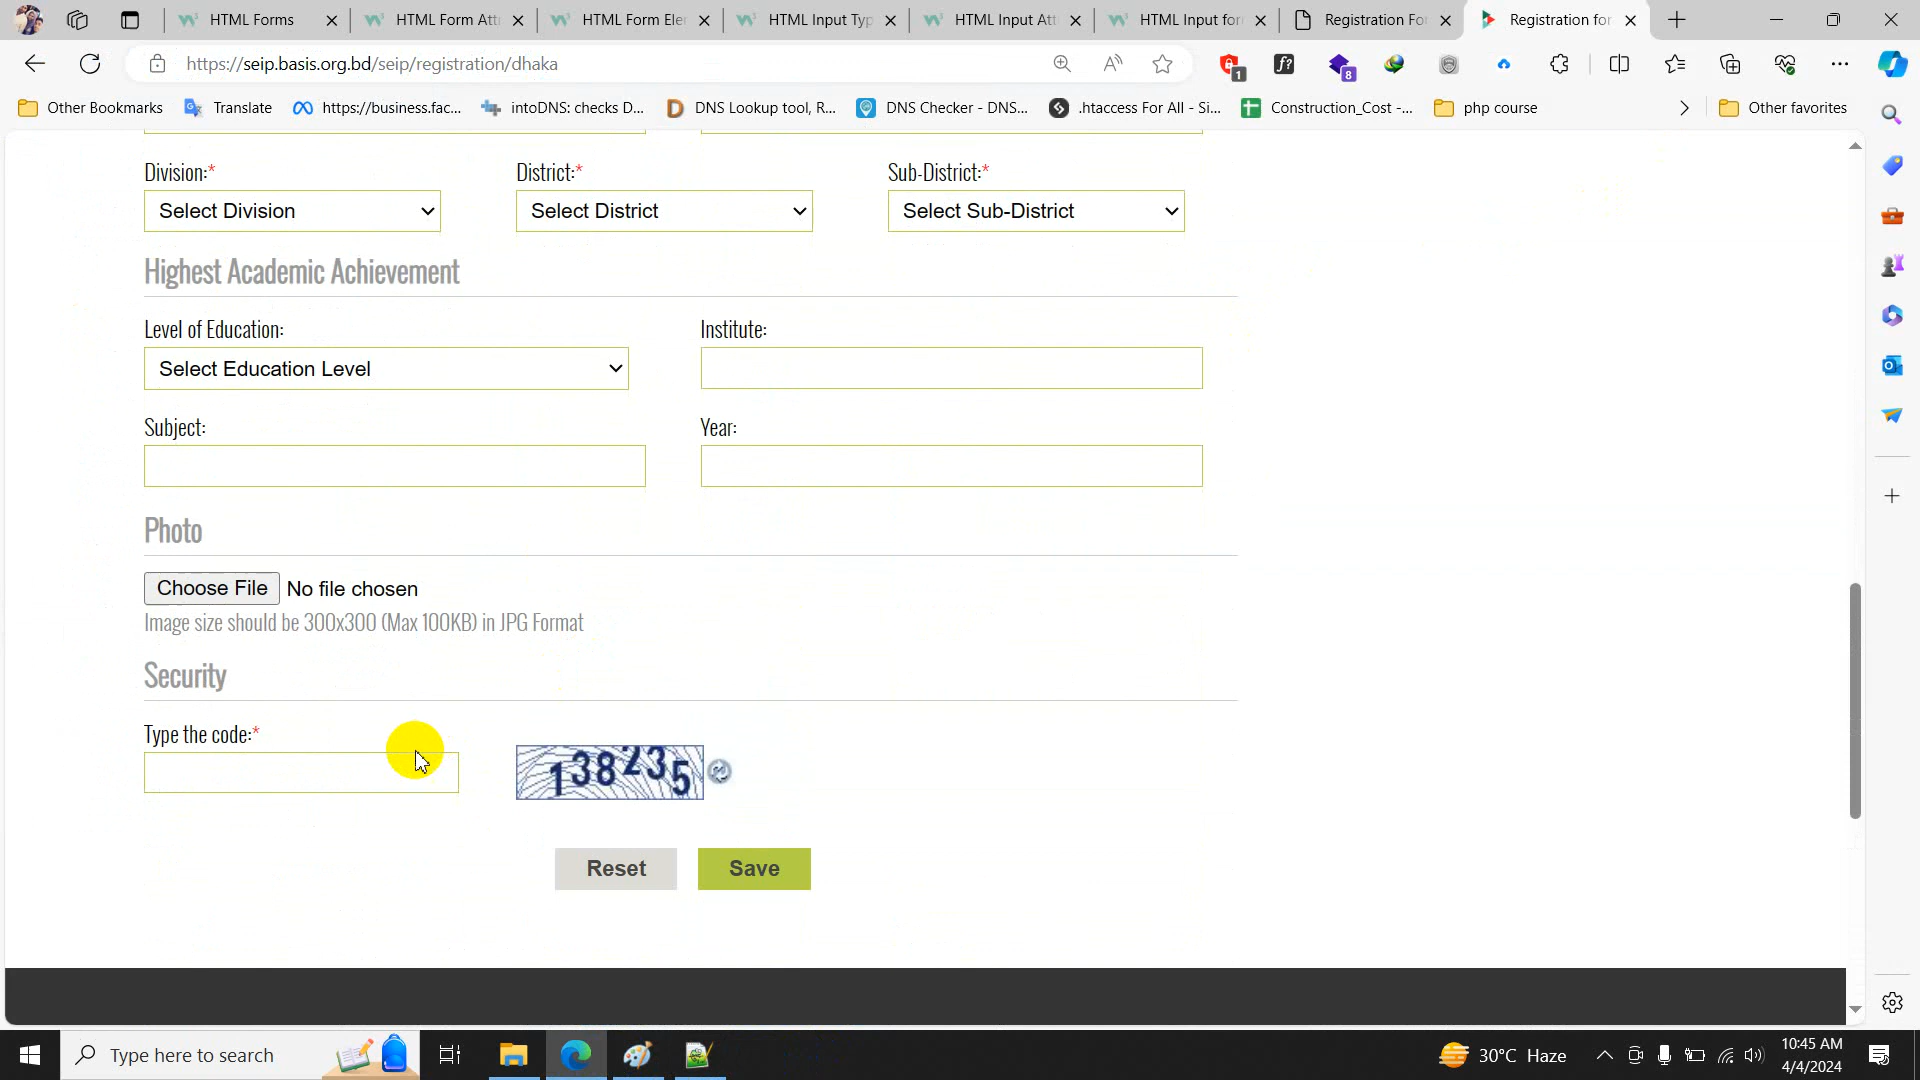 HTML Forms
HTML Form Att
HTML Form Ele
HTML Input Typ
HTML Input Att
HTML Input for
Registration Fo
Registration for
https://seip.basis.org.bd/seip/registration/dhaka
1
f?
8
Other Bookmarks
Translate
https://business.fac...
intoDNS: checks D...
DNS Lookup tool, R...
DNS Checker - DNS...
.htaccess For All - Si...
Construction_Cost -...
php course
Other favorites
Division:*
District:*
Sub-District:*
Select Division
Select District
Select Sub-District
Highest Academic Achievement
Level of Education:
Institute:
Select Education Level
Subject:
Year:
Photo
Choose File No file chosen
Image size should be 300x300 (Max 100KB) in JPG Format
Security
Type the code:*
138235
Reset
Save
Type here to search
30°C Haze
10:45 AM
4/4/2024